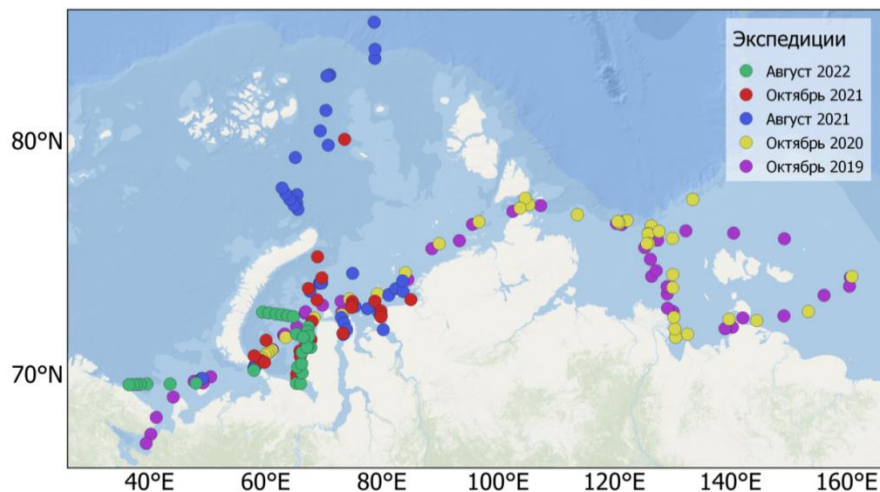 Экспедиции
Август 2022
Октябрь 2021
Август 2021
Октябрь 2020
Октябрь 2019
80°N
70°N
40°E 60°E 80°E 100°E 120°E 140°E 160°E